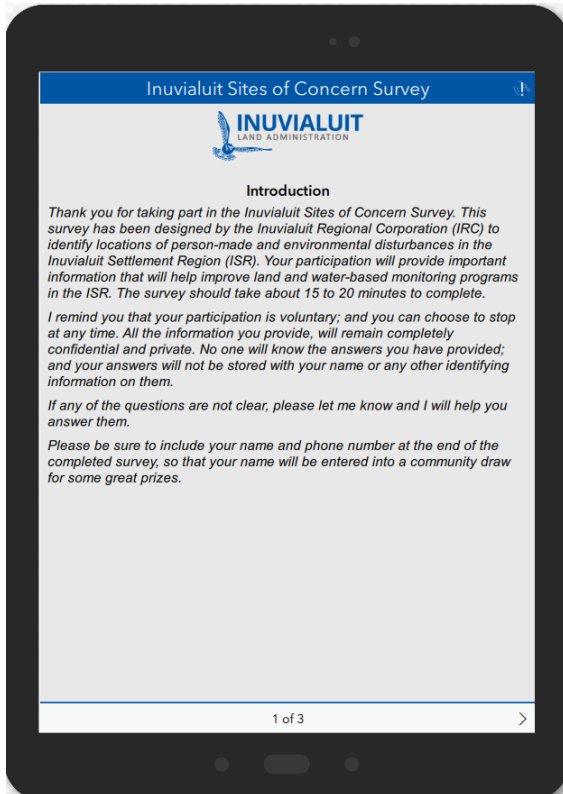 Inuvialuit Sites of Concern Survey
INUVIALUIT
LAND ADMINISTRATION
Introduction
Thank you for taking part in the Inuvialuit Sites of Concern Survey. This
survey has been designed by the Inuvialuit Regional Corporation (IRC) to
identify locations of person-made and environmental disturbances in the
Inuvialuit Settlement Region (ISR). Your participation will provide important
information that will help improve land and water-based monitoring programs
in the ISR. The survey should take about 15 to 20 minutes to complete.
I remind you that your participation is voluntary; and you can choose to stop
at any time. All the information you provide, will remain completely
confidential and private. No one will know the answers you have provided;
and your answers will not be stored with your name or any other identifying
information on them.
If any of the questions are not clear, please let me know and I will help you
answer them.
Please be sure to include your name and phone number at the end of the
completed survey, so that your name will be entered into a community draw
for some great prizes.
1 of 3